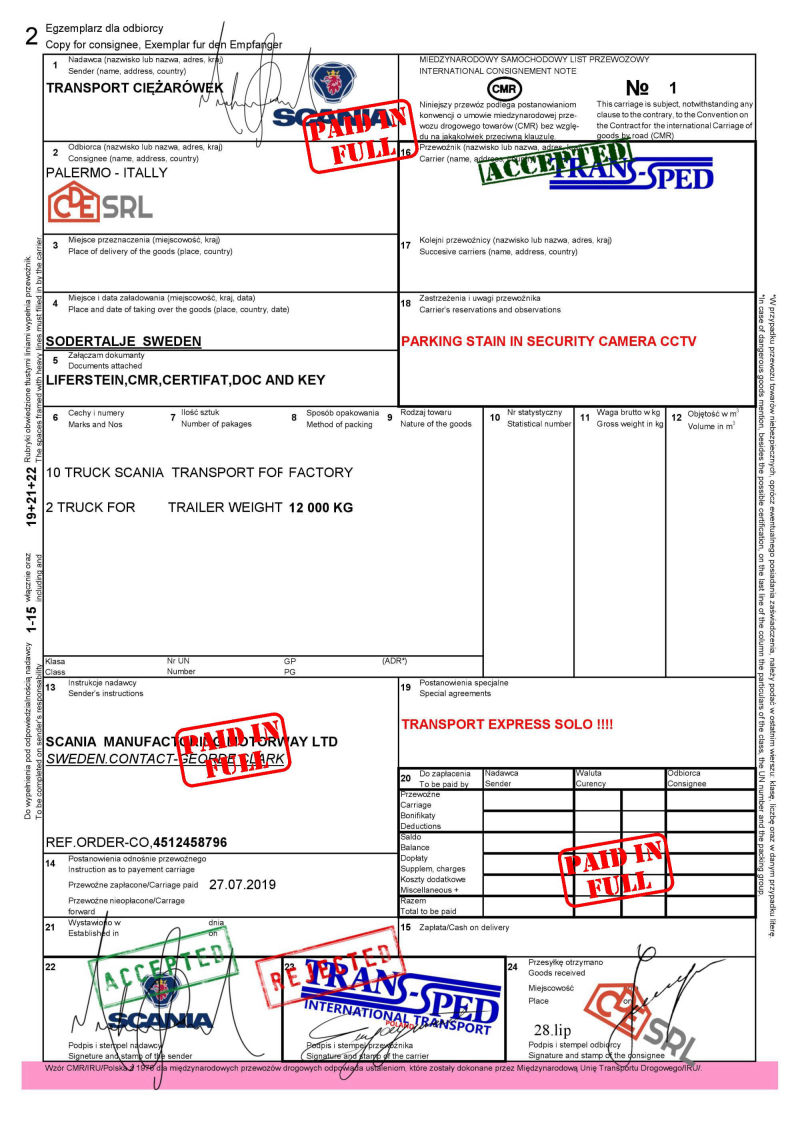 2
Egzemplarz dla odbiorcy
Copy for consignee, Exemplar fur den Empfanger
1 Nadawca (nazwisko lub nazwa, adres, kraj)
Sender (name, address, country)
TRANSPORT CIĘŻARÓWEK
SCANIA
PAID IN
FULL
MIEDZYNARODOWY SAMOCHODOWY LIST PRZEWOZOWY
INTERNATIONAL CONSIGNEMENT NOTE
CMR
№ 1
Niniejszy przewóz podlega postanowieniom
konwencji o umowie miedzynarodowej prze-
wozu drogowego towarów (CMR) bez wzglę-
du na jakąkolwiek przeciwną klauzulę.
This carriage is subject, notwithstanding any
clause to the contrary, to the Convention on
the Contract for the international Carriage of
goods by road (CMR)
2 Odbiorca (nazwisko lub nazwa, adres, kraj)
Consignee (name, address, country)
PALERMO - ITALLY
CDE SRL
16 Przewoźnik (nazwisko lub nazwa, adres, kraj)
Carrier (name, address, country)
ACCEPTED
TRANS-SPED
3 Miejsce przeznaczenia (miejscowość, kraj)
Place of delivery of the goods (place, country)
17 Kolejni przewoźnicy (nazwisko lub nazwa, adres, kraj)
Succesive carriers (name, address, country)
4 Miejsce i data załadowania (miejscowość, kraj, data)
Place and date of taking over the goods (place, country, date)
SODERTALJE SWEDEN
18 Zastrzeżenia i uwagi przewoźnika
Carrier's reservations and observations
PARKING STAIN IN SECURITY CAMERA CCTV
5 Załączam dokumanty
Documents attached
LIFERSTEIN,CMR,CERTIFAT,DOC AND KEY
6 Cechy i numery
Marks and Nos
7 Ilość sztuk
Number of pakages
8 Sposób opakowania
Method of packing
9 Rodzaj towaru
Nature of the goods
10 Nr statystyczny
Statistical number
11 Waga brutto w kg
Gross weight in kg
12 Objętość w m³
Volume in m³
10 TRUCK SCANIA TRANSPORT FOR FACTORY
2 TRUCK FOR TRAILER WEIGHT 12 000 KG
Klasa Nr UN GP (ADR*)
Class Number PG
13 Instrukcje nadawcy
Sender's instructions
SCANIA MANUFACTORING MOTORWAY LTD
SWEDEN.CONTACT-GEORDE CLARK
PAID IN
FULL
REF.ORDER-CO,4512458796
19 Postanowienia specjalne
Special agreements
TRANSPORT EXPRESS SOLO !!!!
20 Do zapłacenia Nadawca Waluta Odbiorca
To be paid by Sender Curency Consignee
Przewoźne
Carriage
Bonifikaty
Deductions
Saldo
Balance
Dopłaty
Supplem, charges
Koszty dodatkowe
Miscellaneous +
Razem
Total to be paid
PAID IN
FULL
14 Postanowienia odnośnie przewoźnego
Instruction as to payement carriage
Przewoźne zapłacone/Carriage paid 27.07.2019
Przewoźne nieopłacone/Carrage
forward
21 Wystawiono w dnia
Established in on
15 Zapłata/Cash on delivery
22
ACCEPTED
SCANIA
Podpis i stempel nadawcy
Signeture and stamp of the sender
23
REJECTED
TRANS-SPED
INTERNATIONAL TRANSPORT
POLAND
Podpis i stempel przewoźnika
Signature and stamp of the carrier
24 Przesyłkę otrzymano
Goods received
Miejscowość
Place on
CDE SRL
28.lip
Podpis i stempel odbiorcy
Signature and stamp of the consignee
Wzór CMR/IRU/Polska z 1976 dla międzynarodowych przewozów drogowych odpowiada ustaleniom, które zostały dokonane przez Międzynarodową Unię Transportu Drogowego/IRU/.
Do wypełnienia pod odpowiedzialnością nadawcy 1-15 włącznie oraz 19+21+22 Rubryki obwiedzone tłustymi liniami wypełnia przewoźnik.
To be completed on sender's responsability including and The spaces framed with heavy lines must filled in by the carrier
*W przypadku przewozu towarów niebezpiecznych, oprócz ewentualnego posiadania zaświadczenia, należy podać w ostatnim wierszu: klasę, liczbę oraz w danym przypadku literę.
*In case of dangerous goods mention, besides the possible certification, on the last line of the column the particulars of the class, the UN number and the packing group.